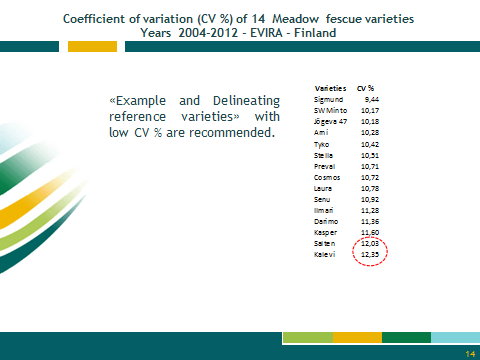 Coefficient of variation (CV %) of 14 Meadow fescue varieties
Years 2004-2012 - EVIRA - Finland
«Example and Delineating
reference varieties» with
low CV % are recommended.
Varieties CV %
Sigmund 9,44
SW Minto 10,17
Jõgeva 47 10,18
Ami 10,28
Tyko 10,42
Stella 10,51
Preval 10,71
Cosmos 10,72
Laura 10,78
Senu 10,92
Ilmari 11,28
Darimo 11,36
Kasper 11,60
Salten 12,03
Kalevi 12,35
14